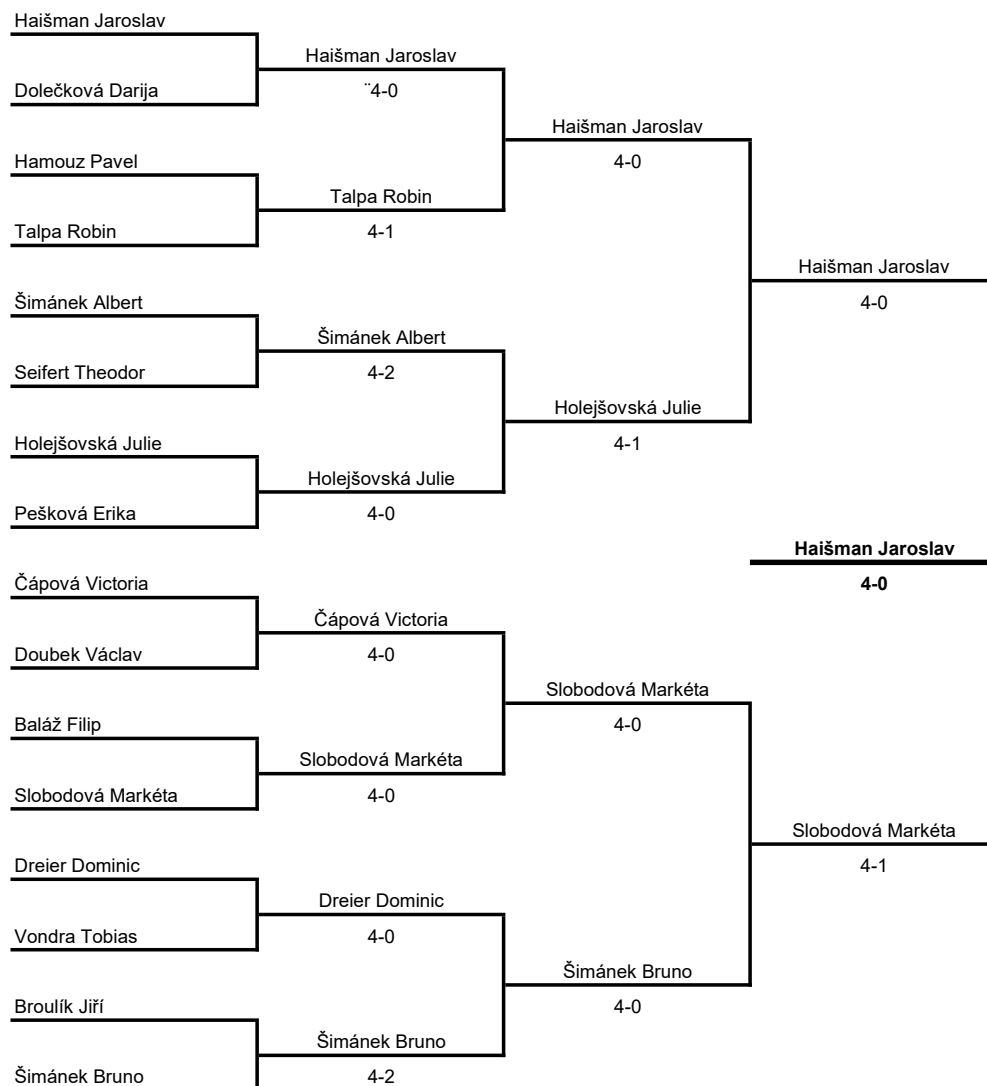 Haišman Jaroslav
Haišman Jaroslav
Dolečková Darija
¨4-0
Haišman Jaroslav
Hamouz Pavel
4-0
Talpa Robin
Talpa Robin
4-1
Haišman Jaroslav
Šimánek Albert
4-0
Šimánek Albert
Seifert Theodor
4-2
Holejšovská Julie
Holejšovská Julie
4-1
Holejšovská Julie
Pešková Erika
4-0
Haišman Jaroslav
Čápová Victoria
4-0
Čápová Victoria
Doubek Václav
4-0
Slobodová Markéta
Baláž Filip
4-0
Slobodová Markéta
Slobodová Markéta
4-0
Slobodová Markéta
Dreier Dominic
4-1
Dreier Dominic
Vondra Tobias
4-0
Šimánek Bruno
Broulík Jiří
4-0
Šimánek Bruno
Šimánek Bruno
4-2